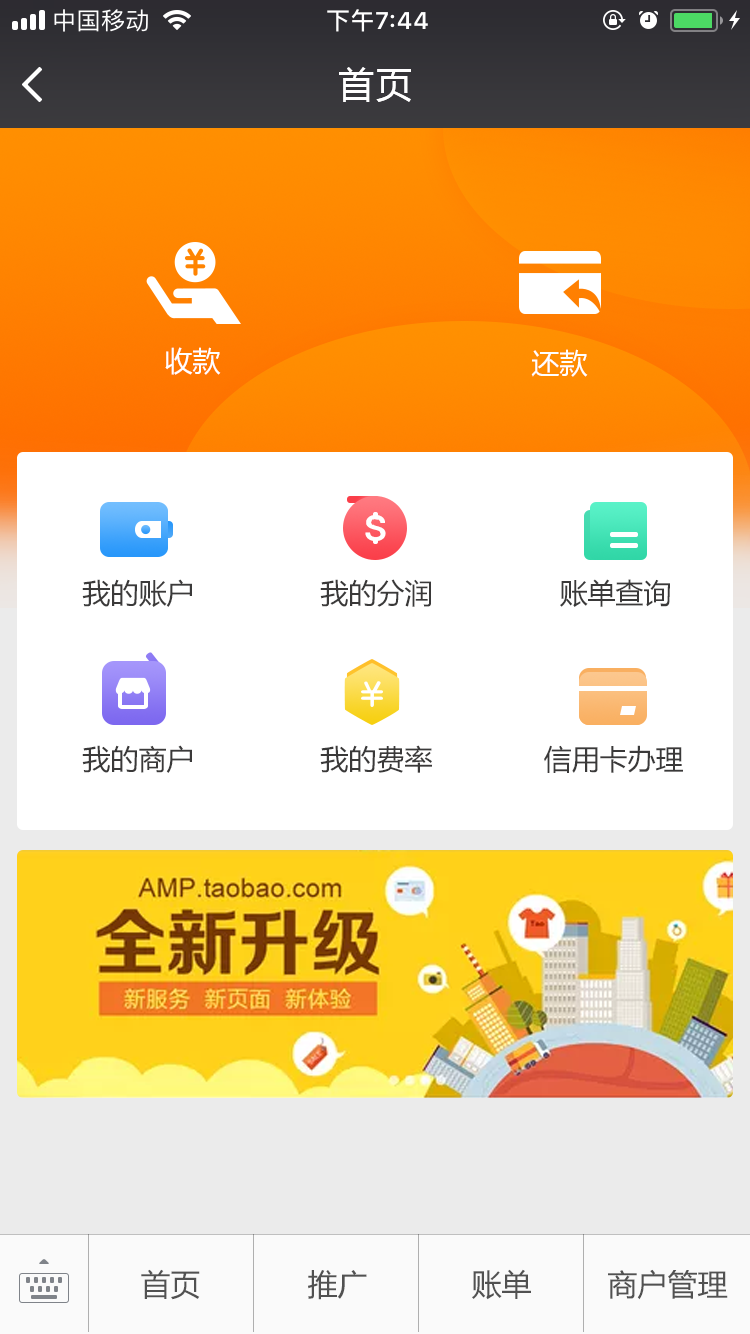 中国移动 下午7:44
首页
收款 还款
我的账户 我的分润 账单查询
我的商户 我的费率 信用卡办理
AMP.taobao.com
全新升级
新服务 新页面 新体验
Tao
SALE
首页 推广 账单 商户管理